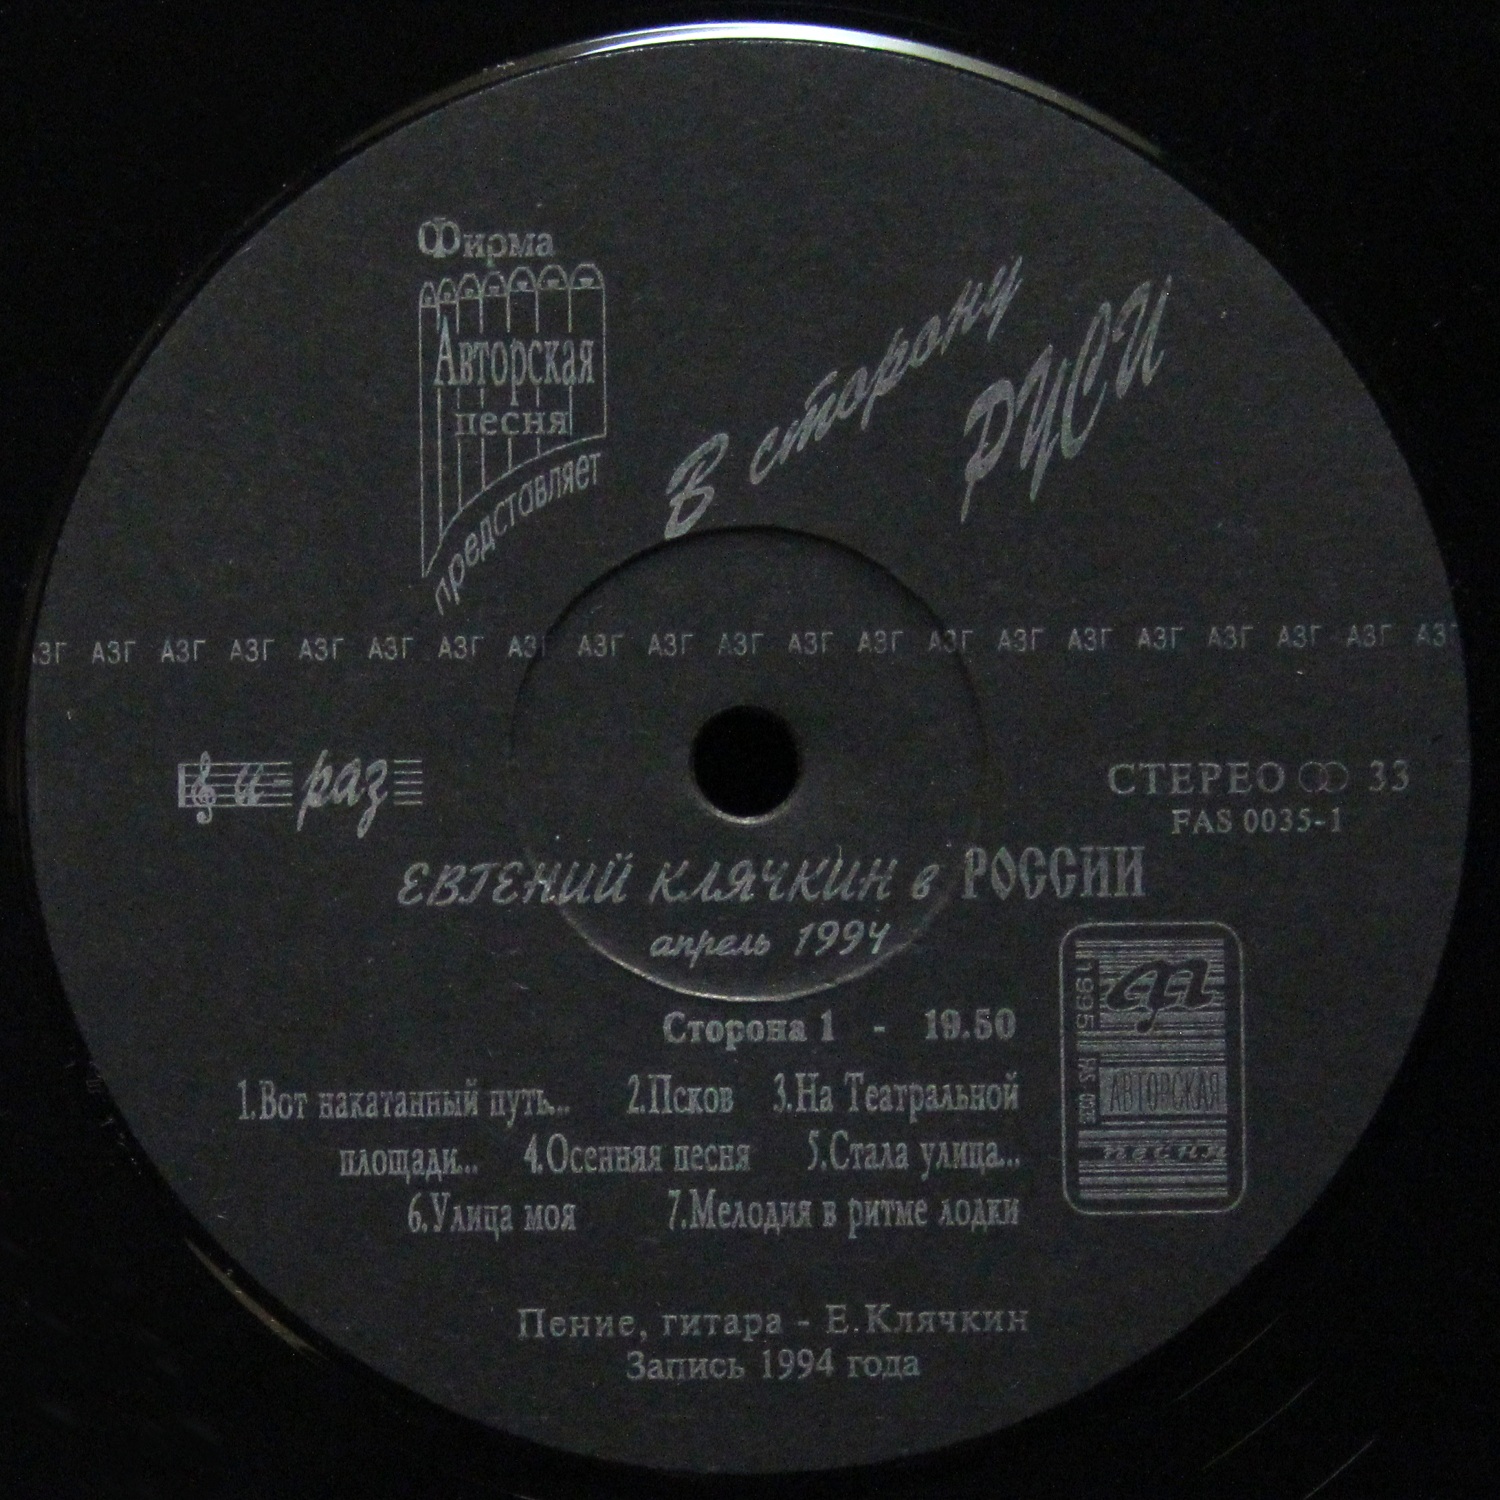 Фирма
Авторская
песня
представляет
В сторону
РУСИ
АЗГ АЗГ АЗГ АЗГ АЗГ АЗГ АЗГ АЗГ АЗГ АЗГ АЗГ АЗГ АЗГ АЗГ АЗГ АЗГ АЗГ АЗГ АЗГ АЗГ
и раз
СТЕРЕО 33
FAS 0035-1
ЕВГЕНИЙ КЛЯЧКИН в РОССИИ
апрель 1994
Сторона 1 - 19.50
1.Вот накатанный путь... 2.Псков 3.На Театральной
площади... 4.Осенняя песня 5.Стала улица...
6.Улица моя 7.Мелодия в ритме лодки
1995
ап
FAS
АВТОРСКАЯ
песня
Пение, гитара - Е.Клячкин
Запись 1994 года